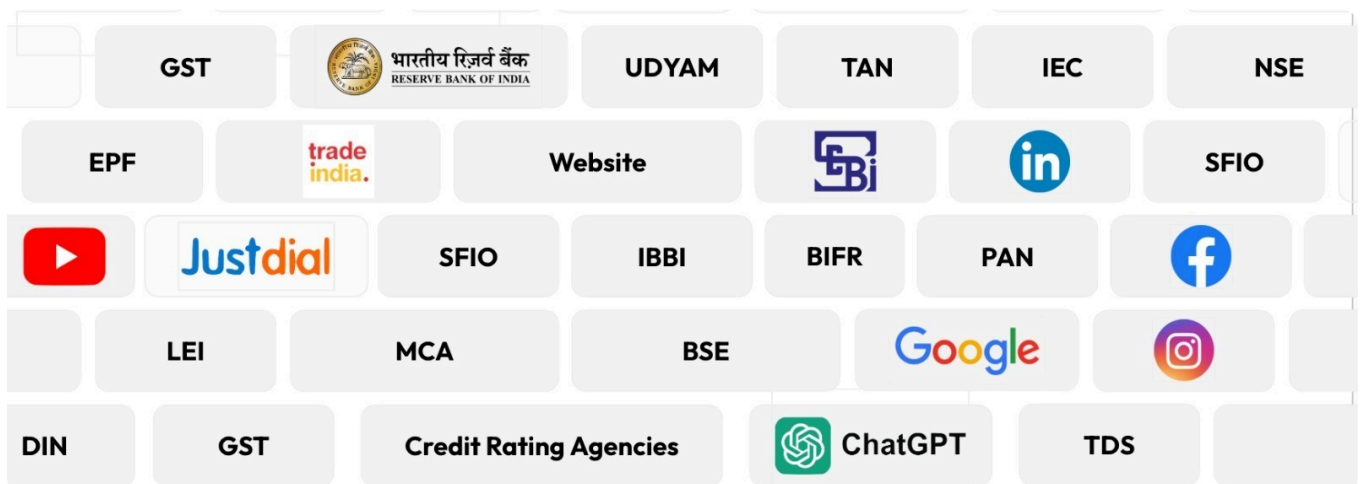 GST
भारतीय रिज़र्व बैंक
RESERVE BANK OF INDIA
UDYAM
TAN
IEC
NSE
EPF
trade
india.
Website
SEBi
in
SFIO
Justdial
SFIO
IBBI
BIFR
PAN
f
LEI
MCA
BSE
Google
DIN
GST
Credit Rating Agencies
ChatGPT
TDS